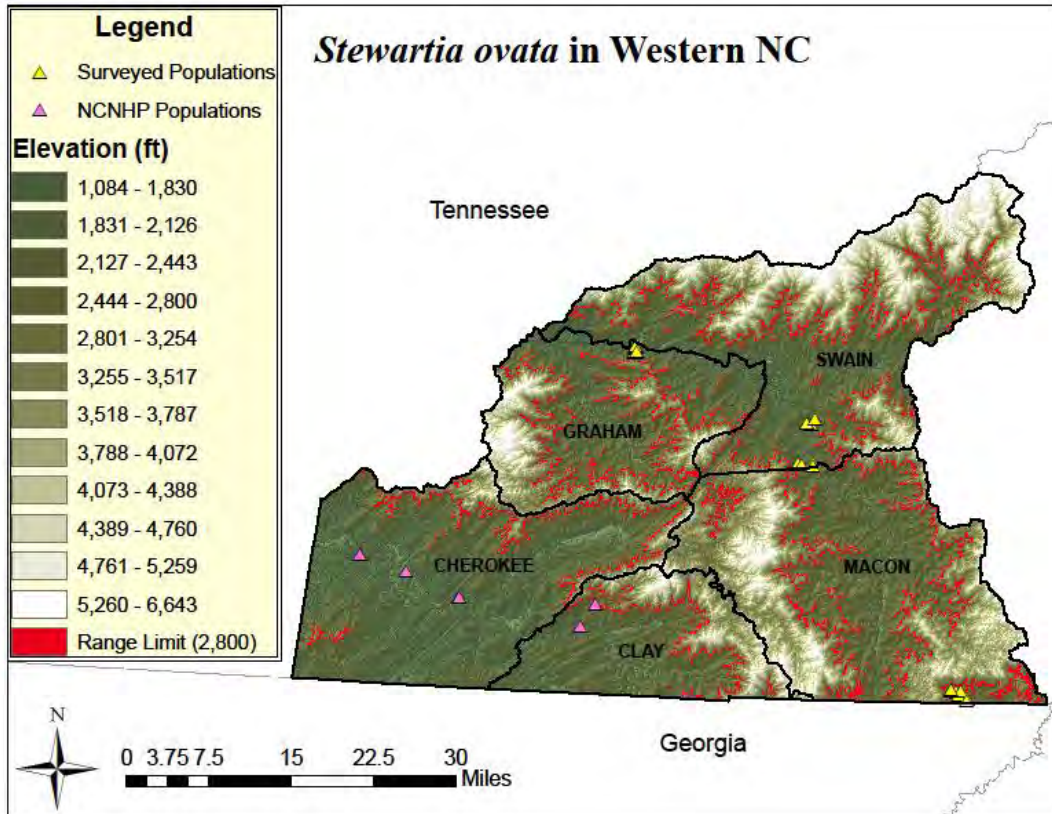 Legend
Surveyed Populations
NCNHP Populations
Elevation (ft)
1,084 - 1,830
1,831 - 2,126
2,127 - 2,443
2,444 - 2,800
2,801 - 3,254
3,255 - 3,517
3,518 - 3,787
3,788 - 4,072
4,073 - 4,388
4,389 - 4,760
4,761 - 5,259
5,260 - 6,643
Range Limit (2,800)
Stewartia ovata in Western NC
Tennessee
SWAIN
GRAHAM
CHEROKEE
MACON
CLAY
Georgia
N
0 3.75 7.5 15 22.5 30
Miles